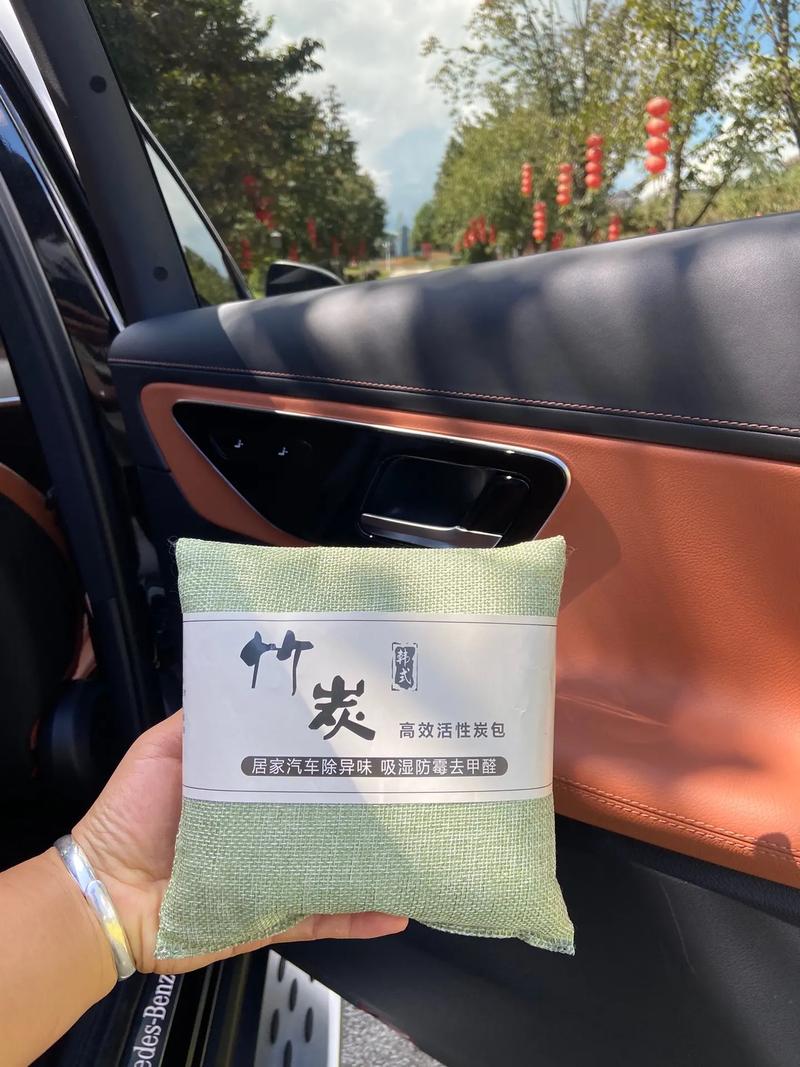 竹炭
韩式
高效活性炭包
居家汽车除异味 吸湿防霉去甲醛
edes-Benz